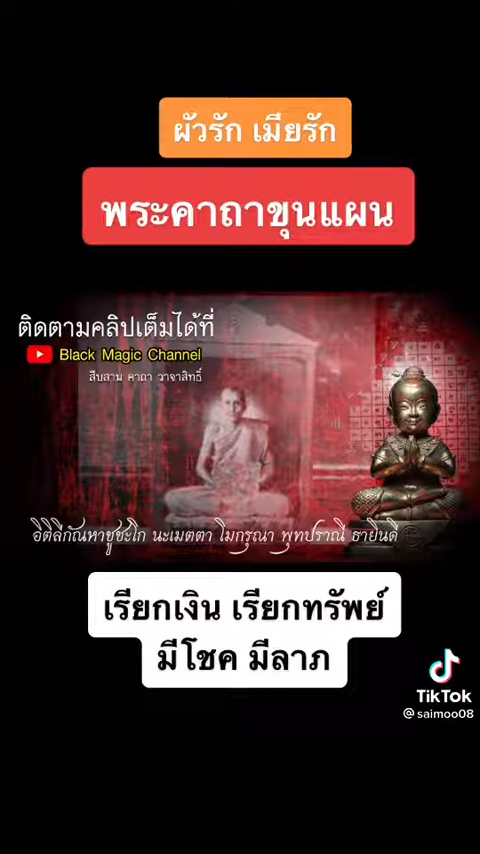 ผัวรัก เมียรัก
พระคาถาขุนแผน
ติดตามคลิปเต็มได้ที่
Black Magic Channel
สืบสาน คาถา วาจาสิทธิ์
อิติลีกัณหาชูชะโก นะเมตตา โมกรุณา พุทปราณี ธายินดี
เรียกเงิน เรียกทรัพย์
มีโชค มีลาภ
TikTok
@saimoo08